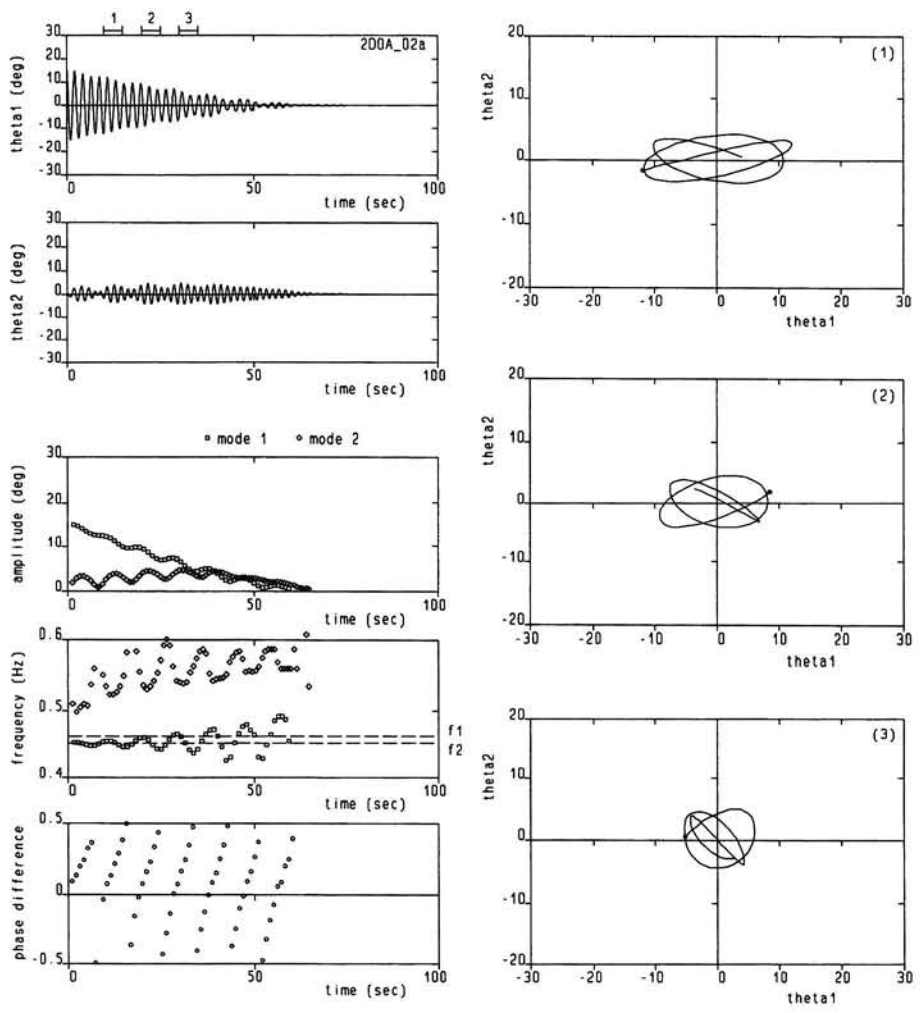 1 2 3
200A_02a
theta1 (deg)
30
20
10
0
-10
-20
-30
0 50 100
time (sec)
theta2 (deg)
30
20
10
0
-10
-20
-30
0 50 100
time (sec)
mode 1 mode 2
amplitude (deg)
30
20
10
0
0 50 100
time (sec)
frequency (Hz)
0.6
0.5
0.4
f1
f2
0 50 100
time (sec)
phase difference
0.5
0
-0.5
0 50 100
time (sec)
(1)
theta2
20
10
0
-10
-20
-30 -20 -10 0 10 20 30
theta1
(2)
theta2
20
10
0
-10
-20
-30 -20 -10 0 10 20 30
theta1
(3)
theta2
20
10
0
-10
-20
-30 -20 -10 0 10 20 30
theta1